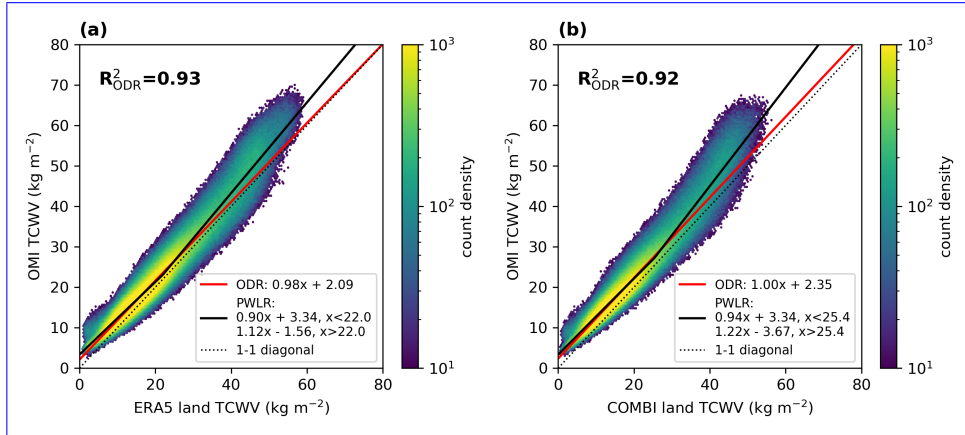 (a)
R²ODR=0.93
OMI TCWV (kg m⁻²)
80
70
60
50
40
30
20
10
0
0 20 40 60 80
ERA5 land TCWV (kg m⁻²)
ODR: 0.98x + 2.09
PWLR:
0.90x + 3.34, x<22.0
1.12x - 1.56, x>22.0
1-1 diagonal
10³
10²
10¹
count density
(b)
R²ODR=0.92
OMI TCWV (kg m⁻²)
80
70
60
50
40
30
20
10
0
0 20 40 60 80
COMBI land TCWV (kg m⁻²)
ODR: 1.00x + 2.35
PWLR:
0.94x + 3.34, x<25.4
1.22x - 3.67, x>25.4
1-1 diagonal
10³
10²
10¹
count density